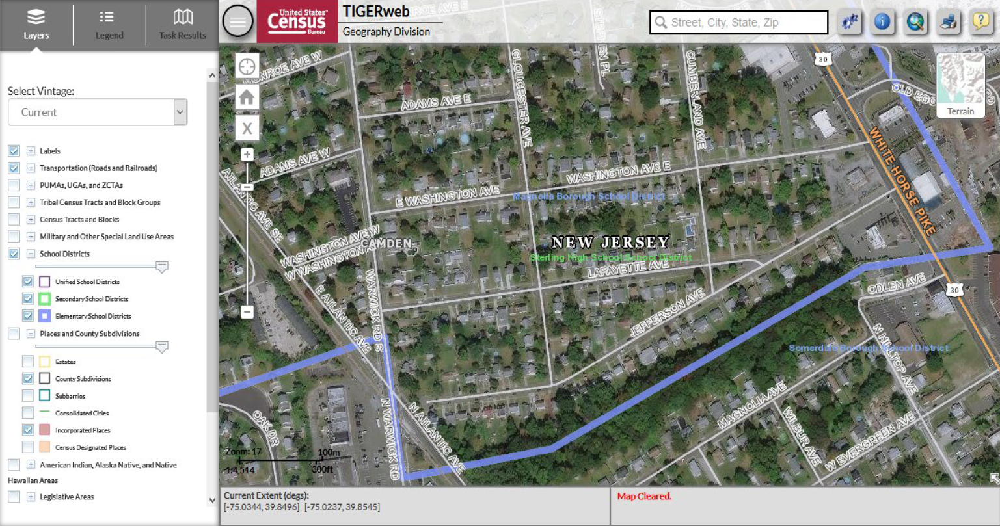 Layers
Legend
Task Results
United States™
Census
Bureau
TIGERweb
Geography Division
Street, City, State, Zip
Select Vintage:
Current
Labels
Transportation (Roads and Railroads)
PUMAs, UGAs, and ZCTAs
Tribal Census Tracts and Block Groups
Census Tracts and Blocks
Military and Other Special Land Use Areas
School Districts
Unified School Districts
Secondary School Districts
Elementary School Districts
Places and County Subdivisions
Estates
County Subdivisions
Subbarrios
Consolidated Cities
Incorporated Places
Census Designated Places
American Indian, Alaska Native, and Native
Hawaiian Areas
Legislative Areas
X
Terrain
30
MONROE AVE W
ADAMS AVE E
GLOUCESTER AVE
CUMBERLAND AVE
OLD EGG
WHITE HORSE PIKE
ADAMS AVE W
ATLANTIC AVE SE
WASHINGTON AVE E
E WASHINGTON AVE
Magnolia Borough School District
WASHINGTON AVE W
W WASHINGTON
CAMDEN
NEW JERSEY
Sterling High School School District
LAFAYETTE AVE
WARWICK RD S
E ATLANTIC AVE
JEFFERSON AVE
ODLEN AVE
30
N HILLTOP AVE
Somerdale Borough School District
OAK DR
N WARWICK RD
N ATLANTIC AVE
MAGNOLIA AVE
WILBUR AVE
W EVERGREEN AVE
Zoom: 17
100m
1:4,514
300ft
Current Extent (degs):
[-75.0344, 39.8496] [-75.0237, 39.8545]
Map Cleared.